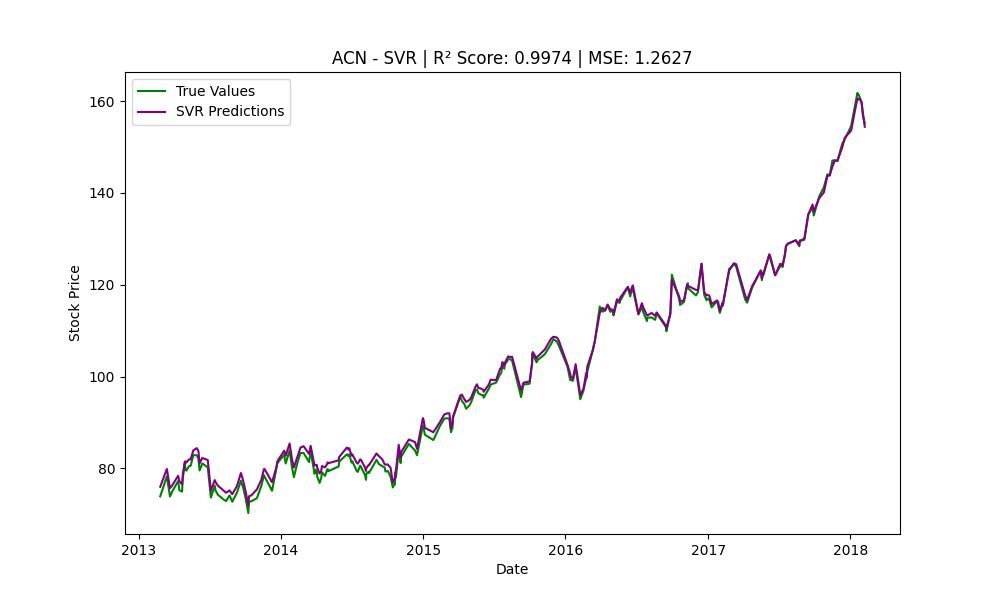 ACN - SVR | R² Score: 0.9974 | MSE: 1.2627
True Values
SVR Predictions
Stock Price
160
140
120
100
80
2013 2014 2015 2016 2017 2018
Date